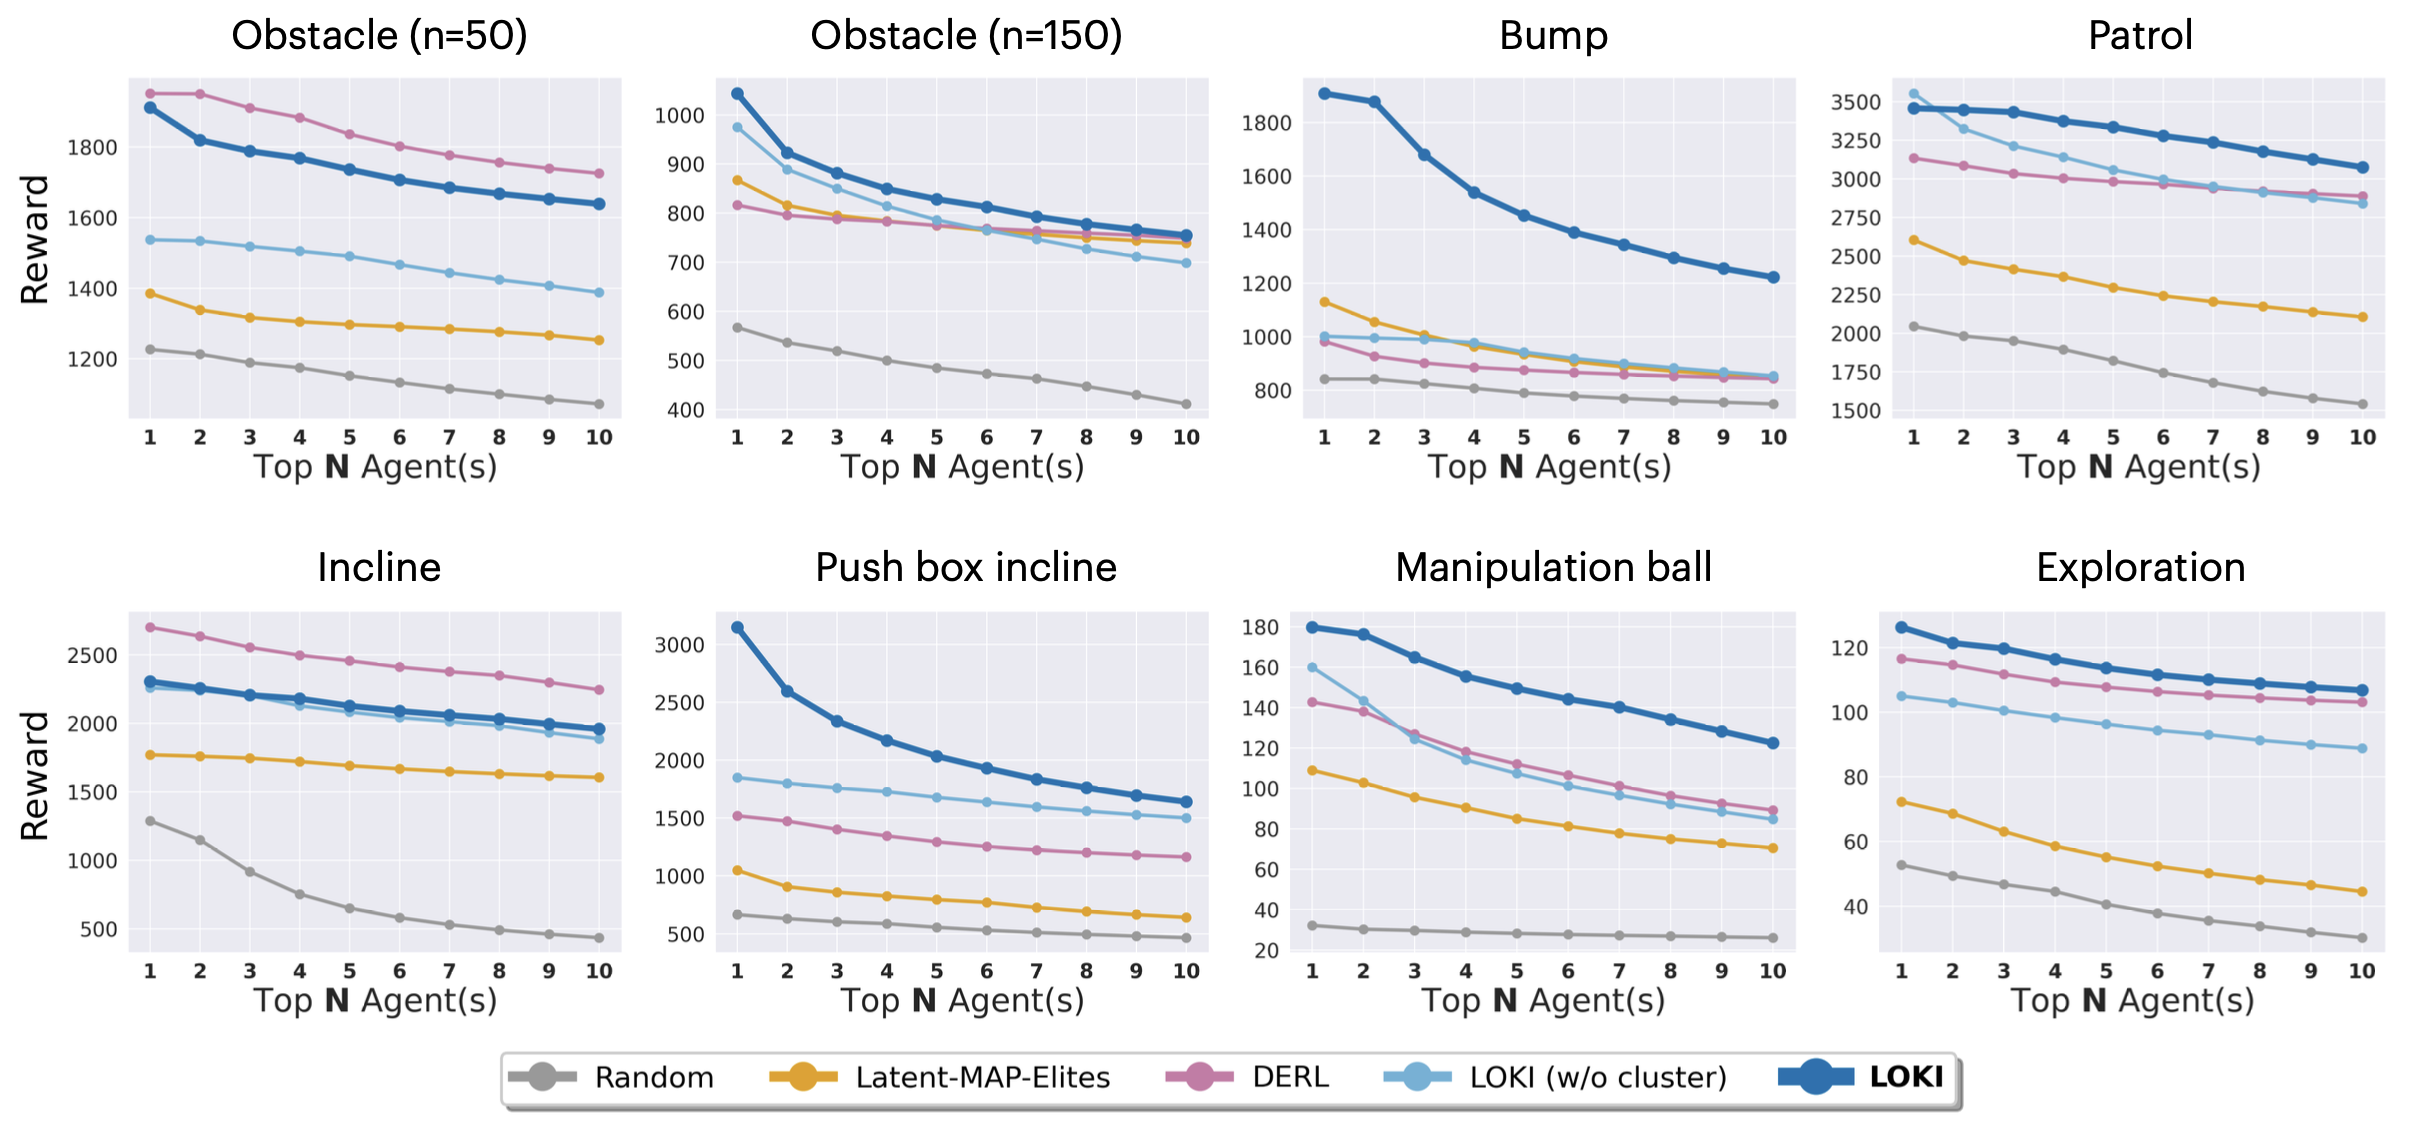 Obstacle (n=50)
Obstacle (n=150)
Bump
Patrol
Reward
1800
1600
1400
1200
1 2 3 4 5 6 7 8 9 10
Top N Agent(s)
1000
900
800
700
600
500
400
1 2 3 4 5 6 7 8 9 10
Top N Agent(s)
1800
1600
1400
1200
1000
800
1 2 3 4 5 6 7 8 9 10
Top N Agent(s)
3500
3250
3000
2750
2500
2250
2000
1750
1500
1 2 3 4 5 6 7 8 9 10
Top N Agent(s)
Incline
Push box incline
Manipulation ball
Exploration
Reward
2500
2000
1500
1000
500
1 2 3 4 5 6 7 8 9 10
Top N Agent(s)
3000
2500
2000
1500
1000
500
1 2 3 4 5 6 7 8 9 10
Top N Agent(s)
180
160
140
120
100
80
60
40
20
1 2 3 4 5 6 7 8 9 10
Top N Agent(s)
120
100
80
60
40
1 2 3 4 5 6 7 8 9 10
Top N Agent(s)
Random Latent-MAP-Elites DERL LOKI (w/o cluster) LOKI